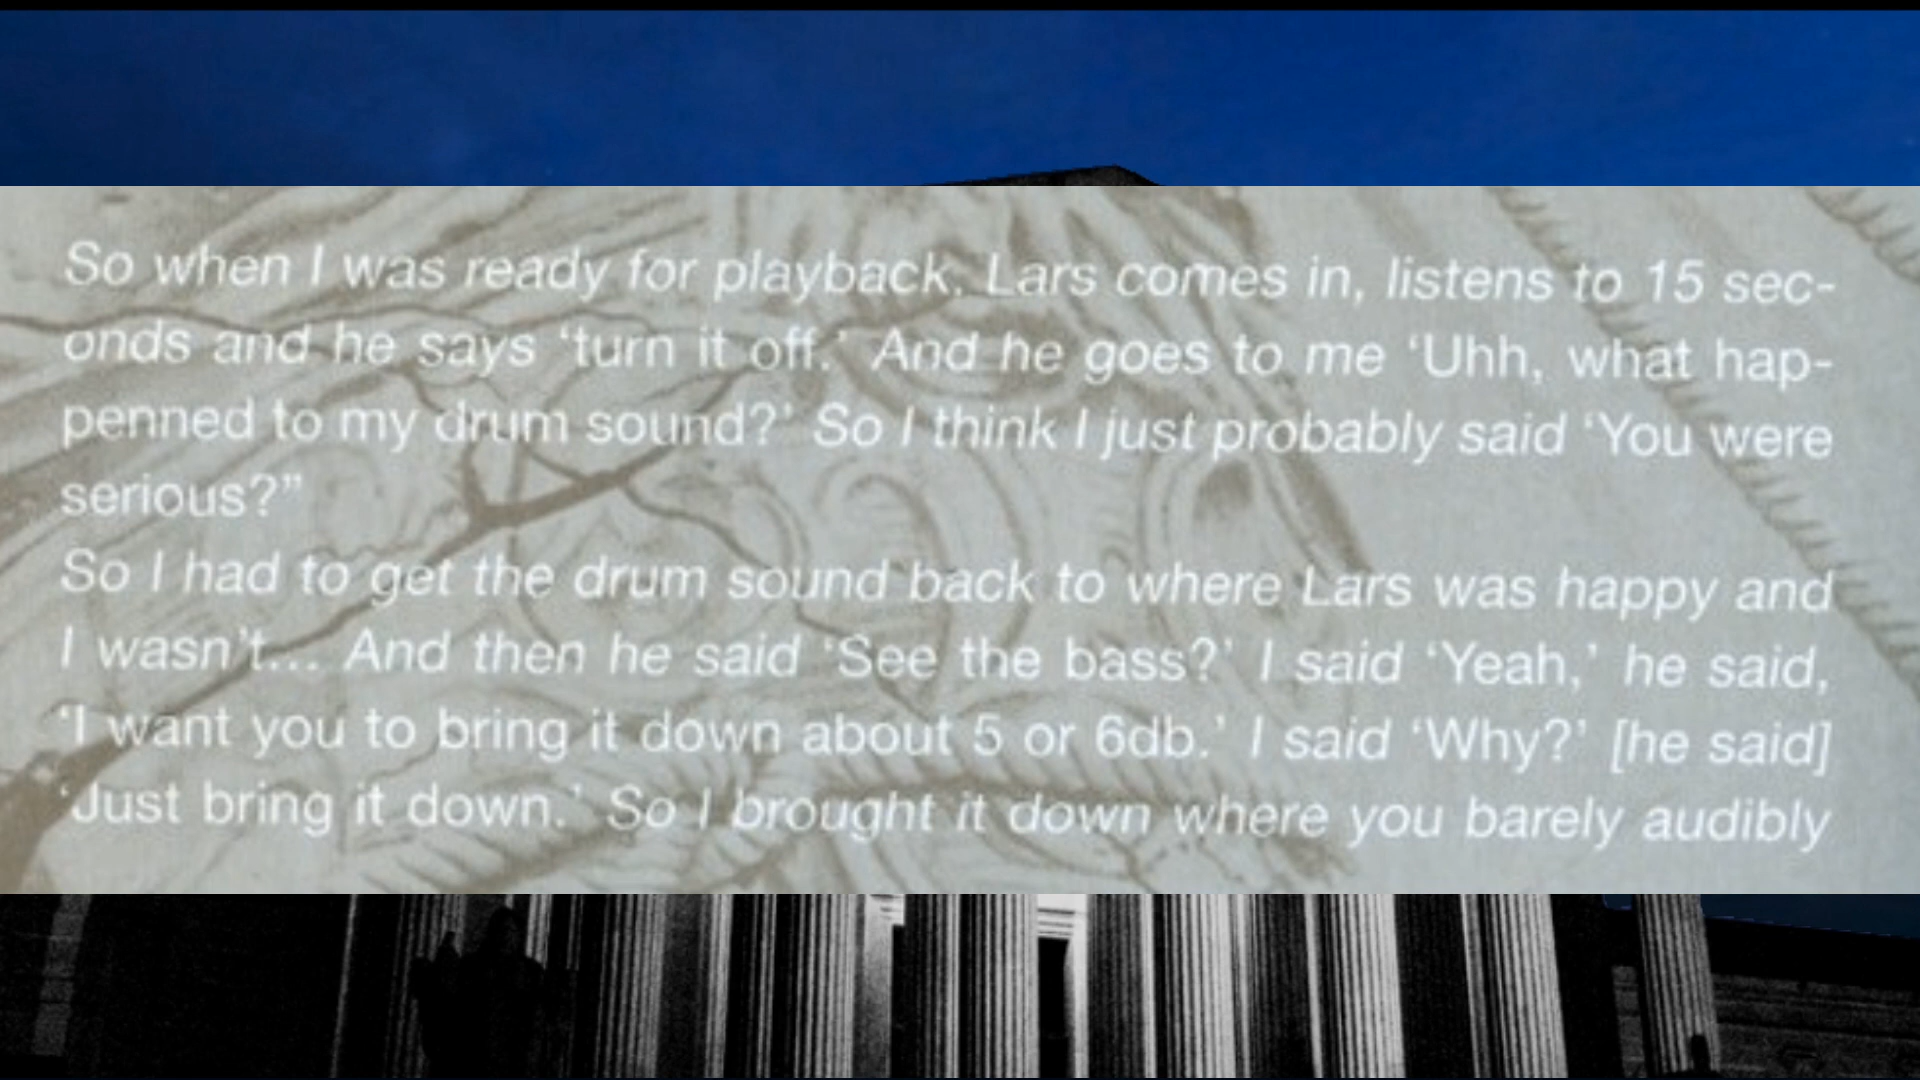 So when I was ready for playback. Lars comes in, listens to 15 sec-
onds and he says ‘turn it off.’ And he goes to me ‘Uhh, what hap-
penned to my drum sound?’ So I think I just probably said ‘You were
serious?”
So I had to get the drum sound back to where Lars was happy and
I wasn’t... And then he said ‘See the bass?’ I said ‘Yeah,’ he said,
‘I want you to bring it down about 5 or 6db.’ I said ‘Why?’ [he said]
‘Just bring it down.’ So I brought it down where you barely audibly